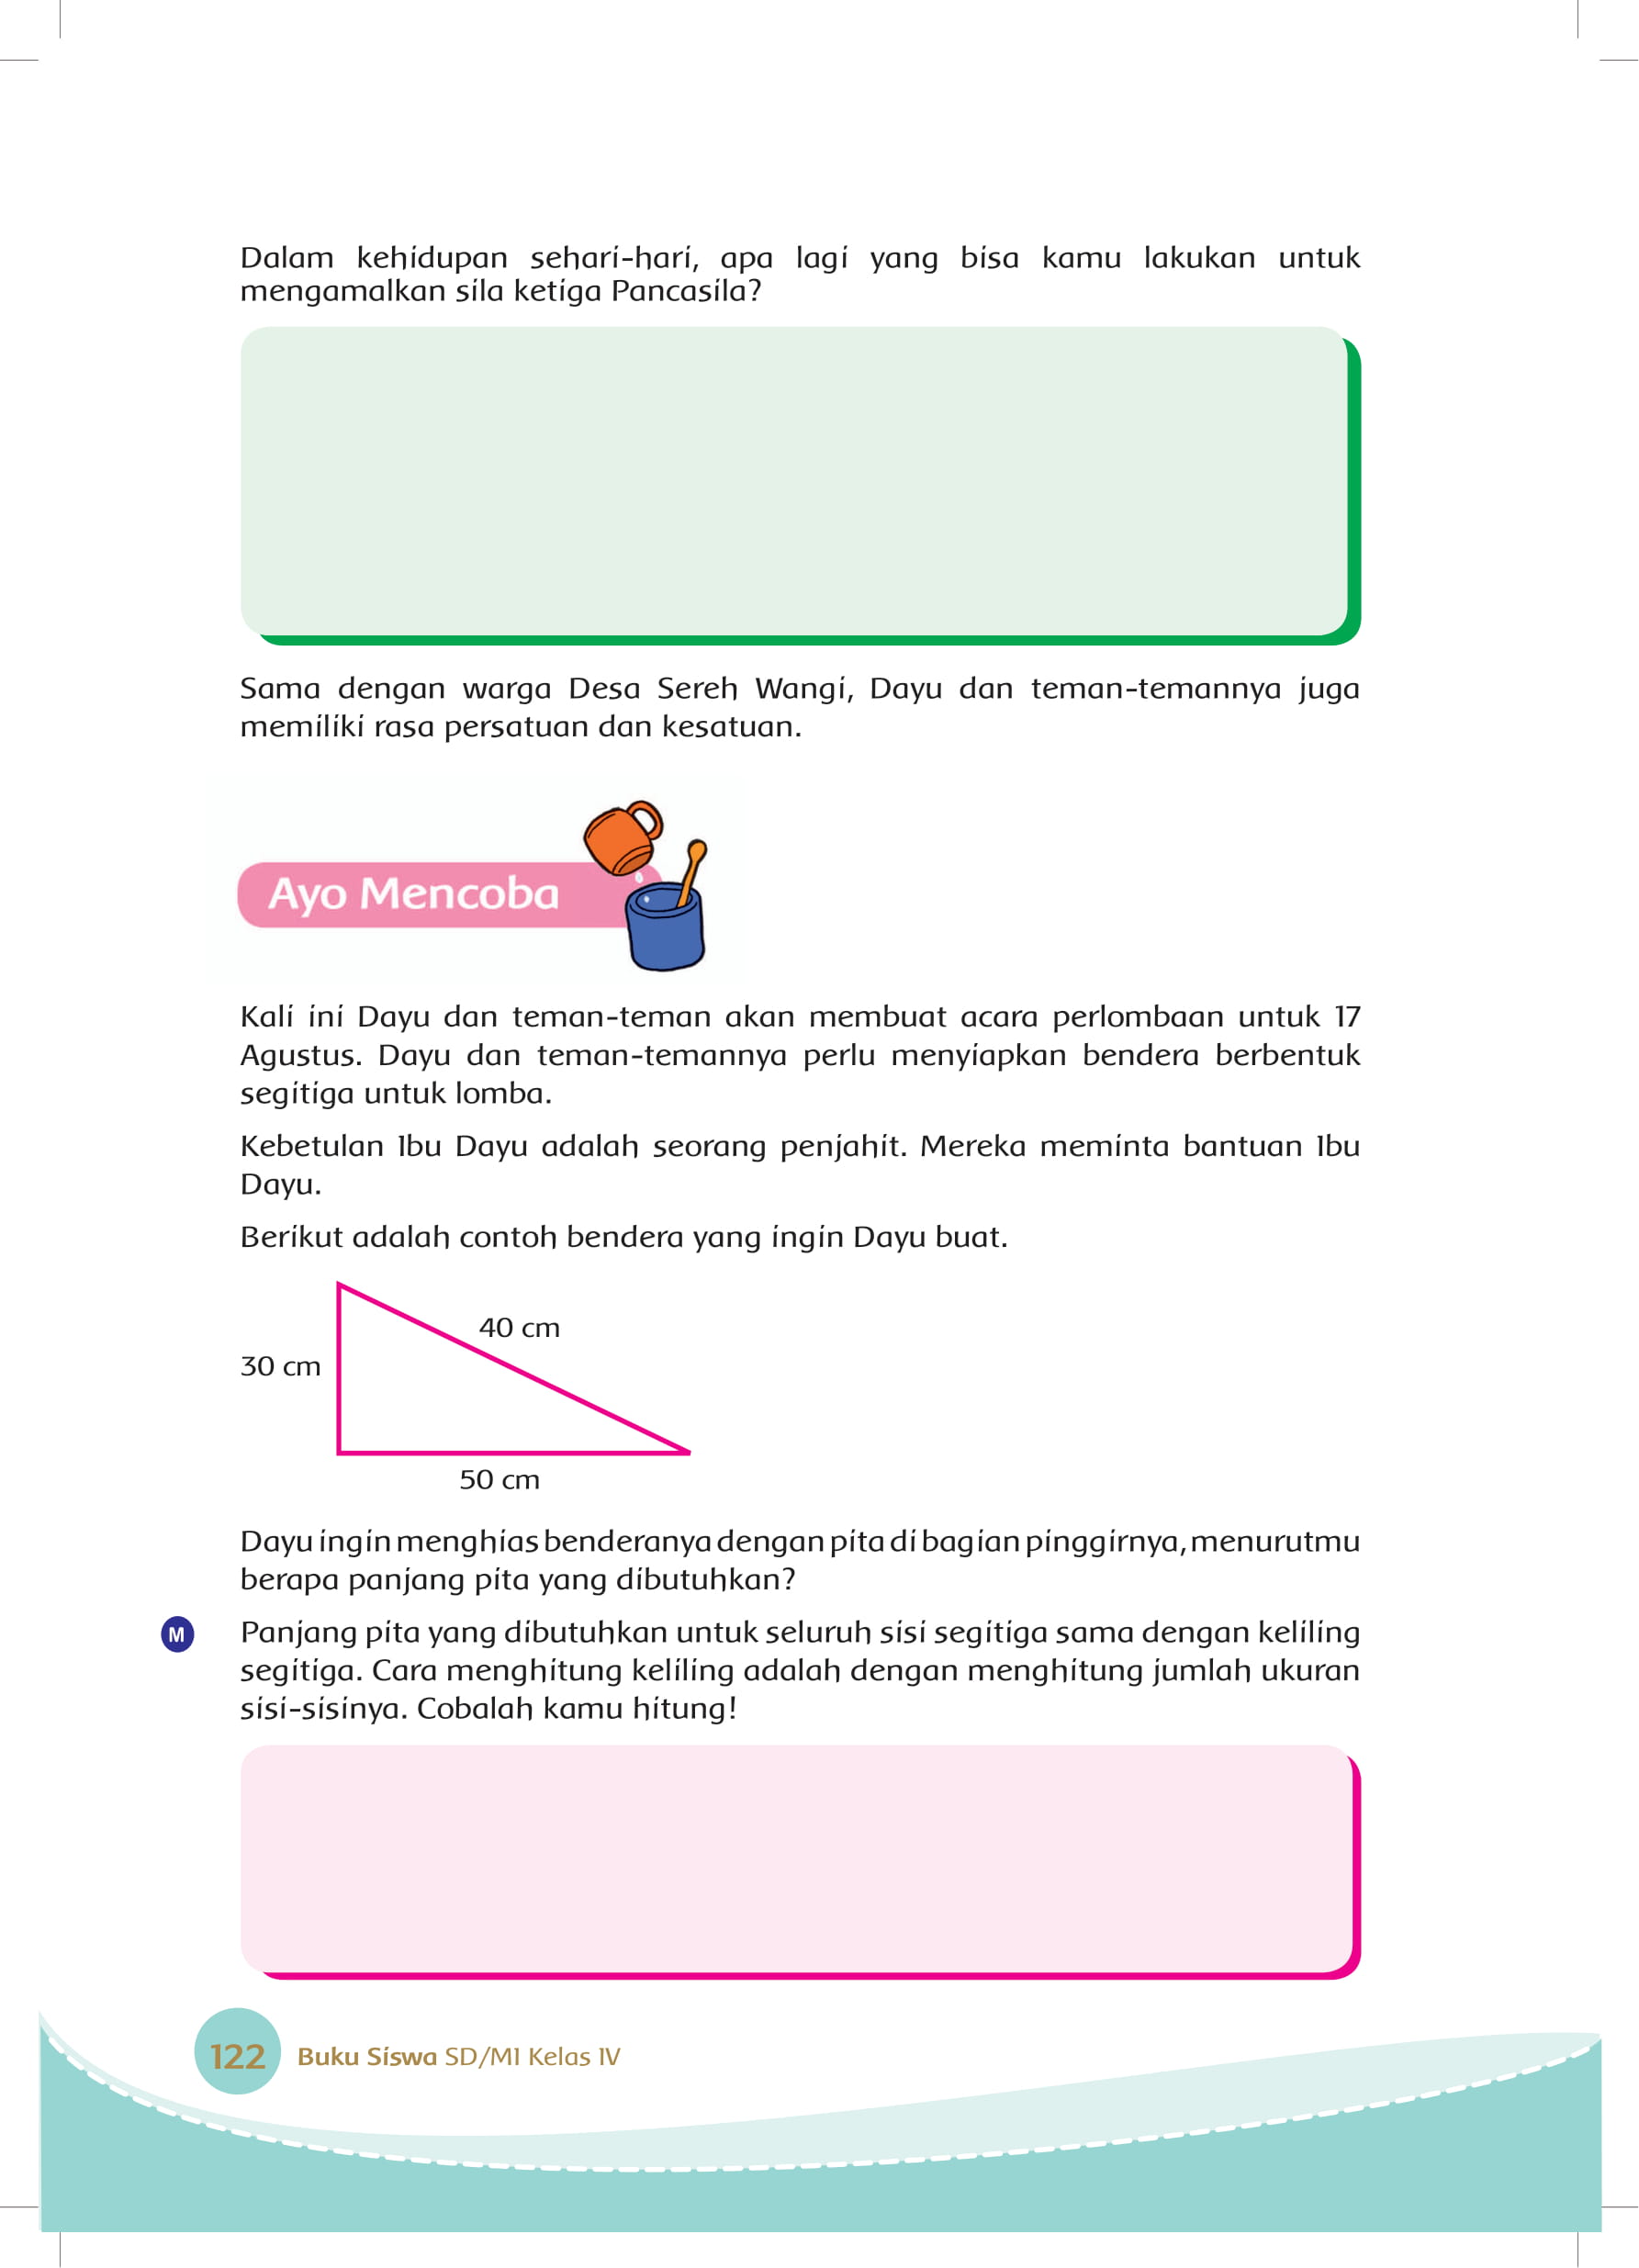 Dalam kehidupan sehari-hari, apa lagi yang bisa kamu lakukan untuk
mengamalkan sila ketiga Pancasila?
Sama dengan warga Desa Sereh Wangi, Dayu dan teman-temannya juga
memiliki rasa persatuan dan kesatuan.
Ayo Mencoba
Kali ini Dayu dan teman-teman akan membuat acara perlombaan untuk 17
Agustus. Dayu dan teman-temannya perlu menyiapkan bendera berbentuk
segitiga untuk lomba.
Kebetulan Ibu Dayu adalah seorang penjahit. Mereka meminta bantuan Ibu
Dayu.
Berikut adalah contoh bendera yang ingin Dayu buat.
40 cm
30 cm
50 cm
Dayu ingin menghias benderanya dengan pita di bagian pinggirnya, menurutmu
berapa panjang pita yang dibutuhkan?
M Panjang pita yang dibutuhkan untuk seluruh sisi segitiga sama dengan keliling
segitiga. Cara menghitung keliling adalah dengan menghitung jumlah ukuran
sisi-sisinya. Cobalah kamu hitung!
122 Buku Siswa SD/MI Kelas IV